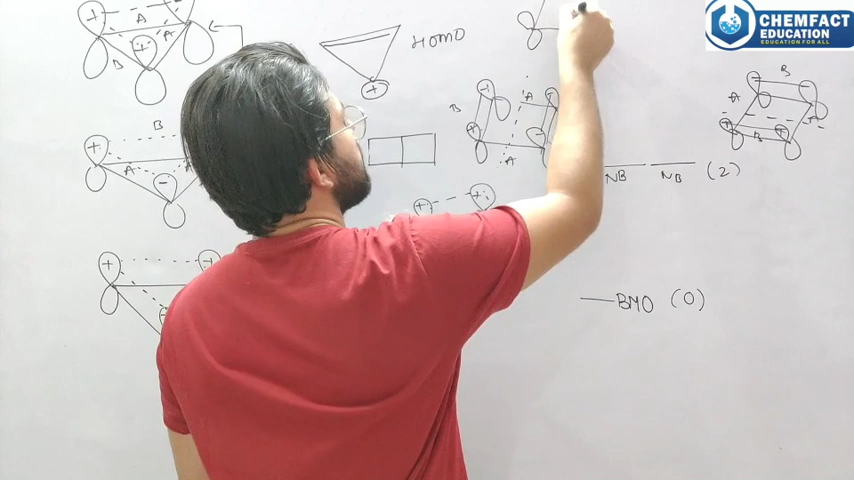 CHEMFACT
EDUCATION
EDUCATION FOR ALL
+ A
A
+
B
HOMO
+
B
+
A
-
+ +
B
A
+
+
-
A
B
A
+
+
B
NB NB (2)
+ +
+ +
BMO (0)